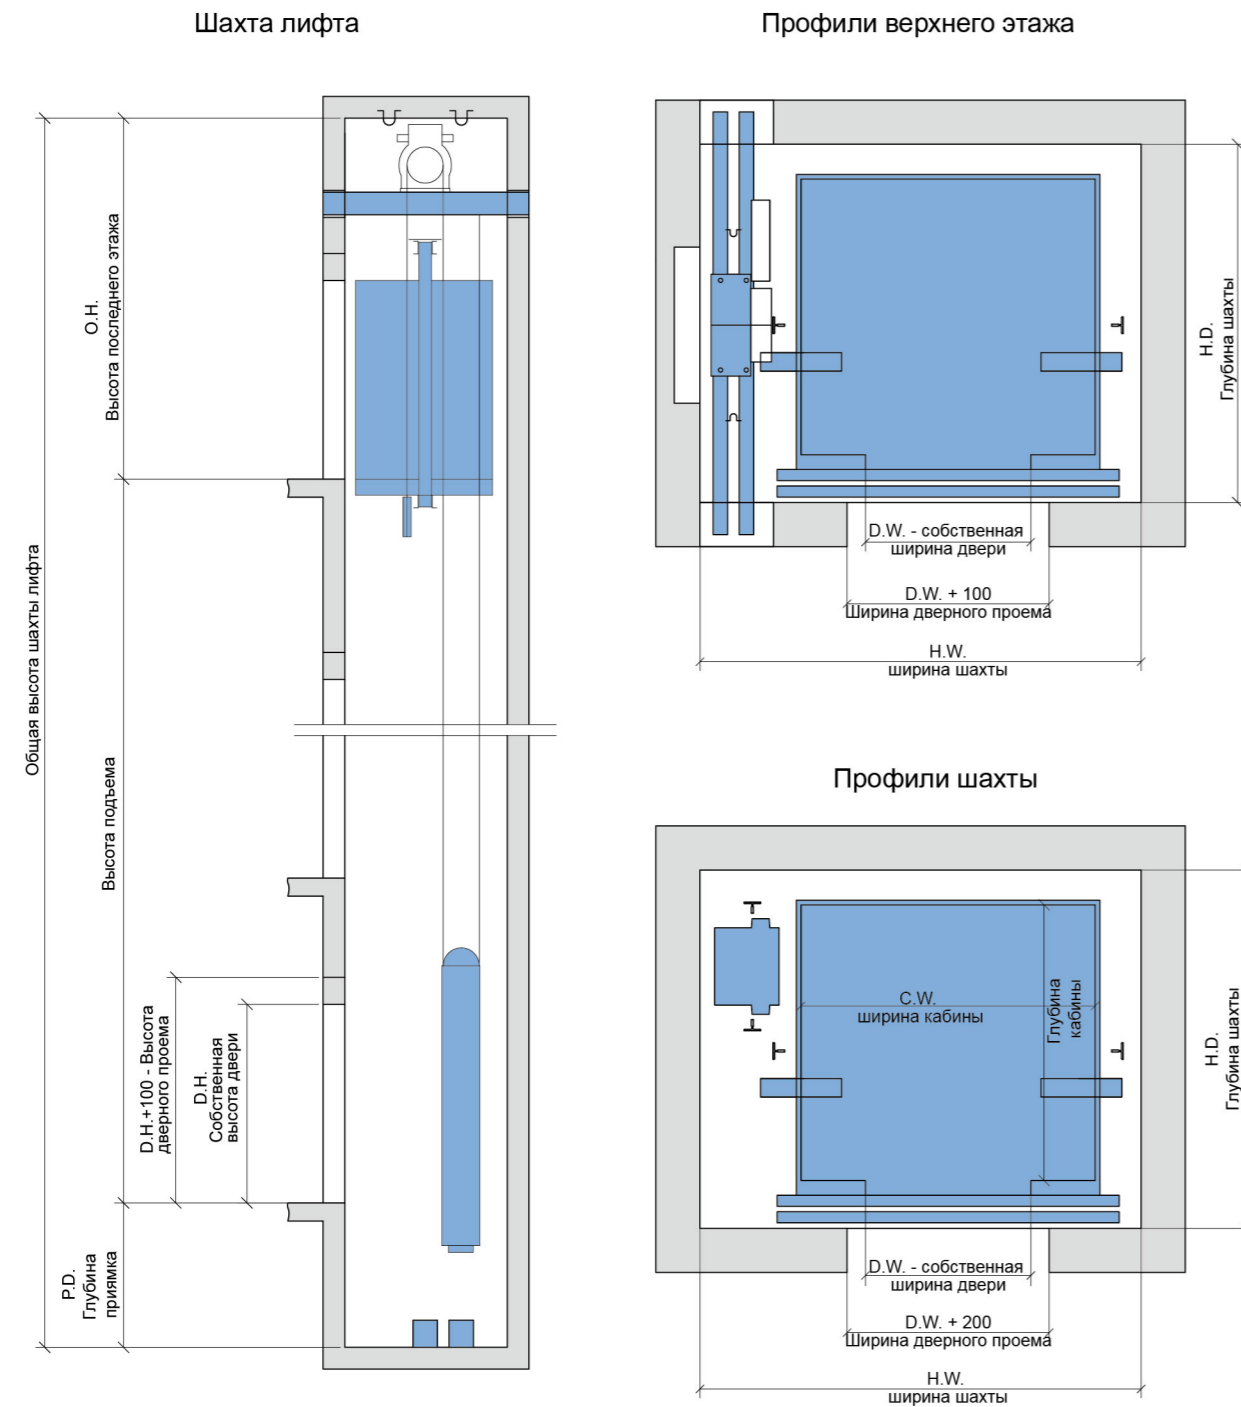 Шахта лифта
Профили верхнего этажа
O.H.
Высота последнего этажа
Общая высота шахты лифта
Высота подъема
D.H.+100 - Высота
дверного проема
D.H.
Собственная
высота двери
P.D.
Глубина
приямка
H.D.
Глубина шахты
D.W. - собственная
ширина двери
D.W. + 100
Ширина дверного проема
H.W.
ширина шахты
Профили шахты
C.W.
ширина кабины
Глубина
кабины
H.D.
Глубина шахты
D.W. - собственная
ширина двери
D.W. + 200
Ширина дверного проема
H.W.
ширина шахты